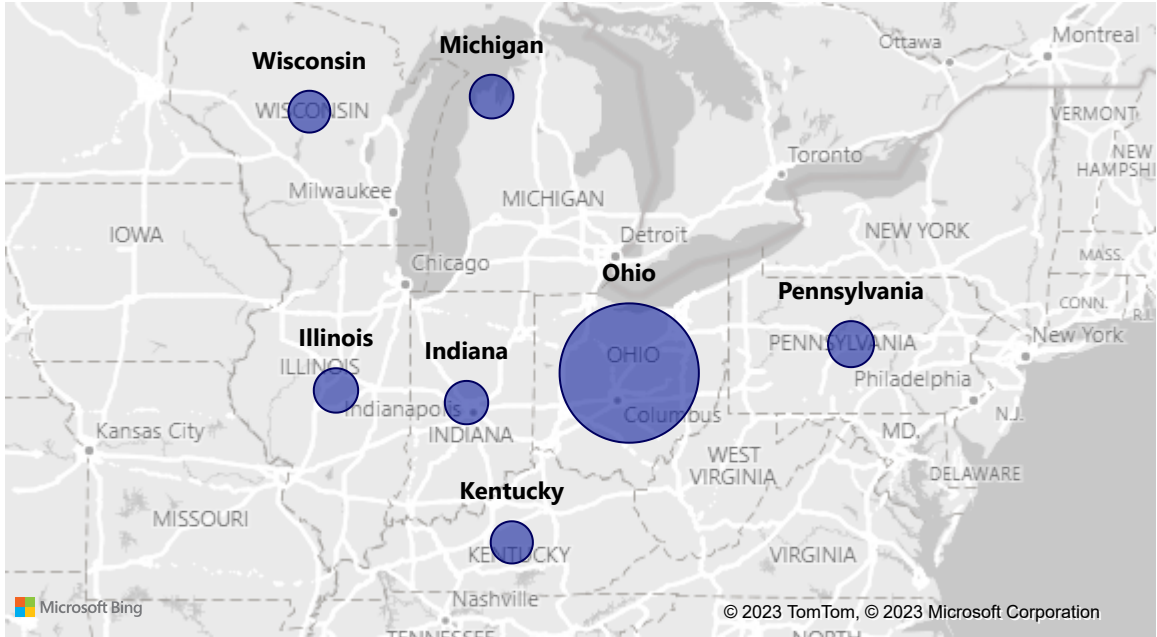 Ottawa
Montreal
Michigan
Wisconsin
WISCONSIN
VERMONT
NEW
HAMPSHI
Toronto
Milwaukee
MICHIGAN
IOWA
Detroit
NEW YORK
MASS.
Chicago
Ohio
Pennsylvania
CONN.
R.I.
Illinois
Indiana
OHIO
PENNSYLVANIA
New York
ILLINOIS
Philadelphia
Indianapolis
Columbus
N.J.
Kansas City
INDIANA
MD.
WEST
VIRGINIA
DELAWARE
Kentucky
MISSOURI
KENTUCKY
VIRGINIA
Microsoft Bing
Nashville
© 2023 TomTom, © 2023 Microsoft Corporation
TENNESSEE
NORTH